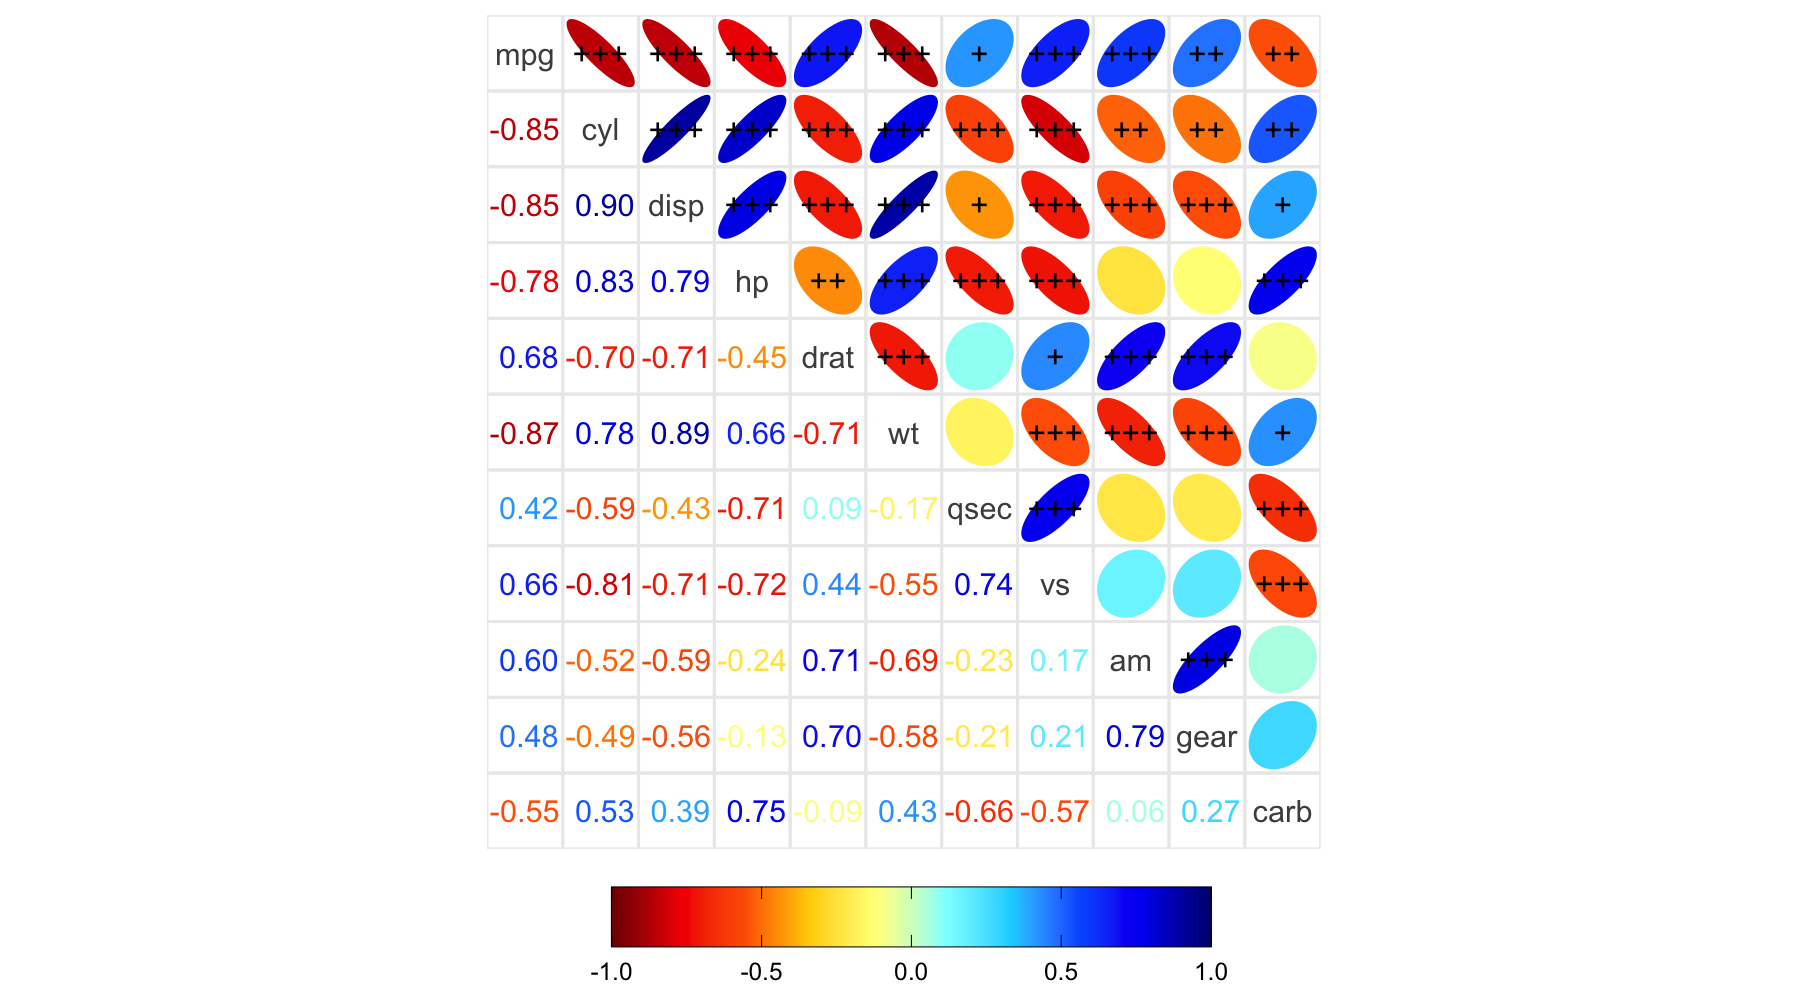 mpg +++ +++ +++ +++ +++ + +++ +++ ++ ++
-0.85 cyl +++ +++ +++ +++ +++ +++ ++ ++ ++
-0.85 0.90 disp +++ +++ +++ + +++ +++ +++ +
-0.78 0.83 0.79 hp ++ +++ +++ +++ +++
0.68 -0.70 -0.71 -0.45 drat +++ + +++ +++
-0.87 0.78 0.89 0.66 -0.71 wt +++ +++ +++ +
0.42 -0.59 -0.43 -0.71 0.09 -0.17 qsec +++ +++
0.66 -0.81 -0.71 -0.72 0.44 -0.55 0.74 vs +++
0.60 -0.52 -0.59 -0.24 0.71 -0.69 -0.23 0.17 am +++
0.48 -0.49 -0.56 -0.13 0.70 -0.58 -0.21 0.21 0.79 gear
-0.55 0.53 0.39 0.75 -0.09 0.43 -0.66 -0.57 0.06 0.27 carb
-1.0 -0.5 0.0 0.5 1.0